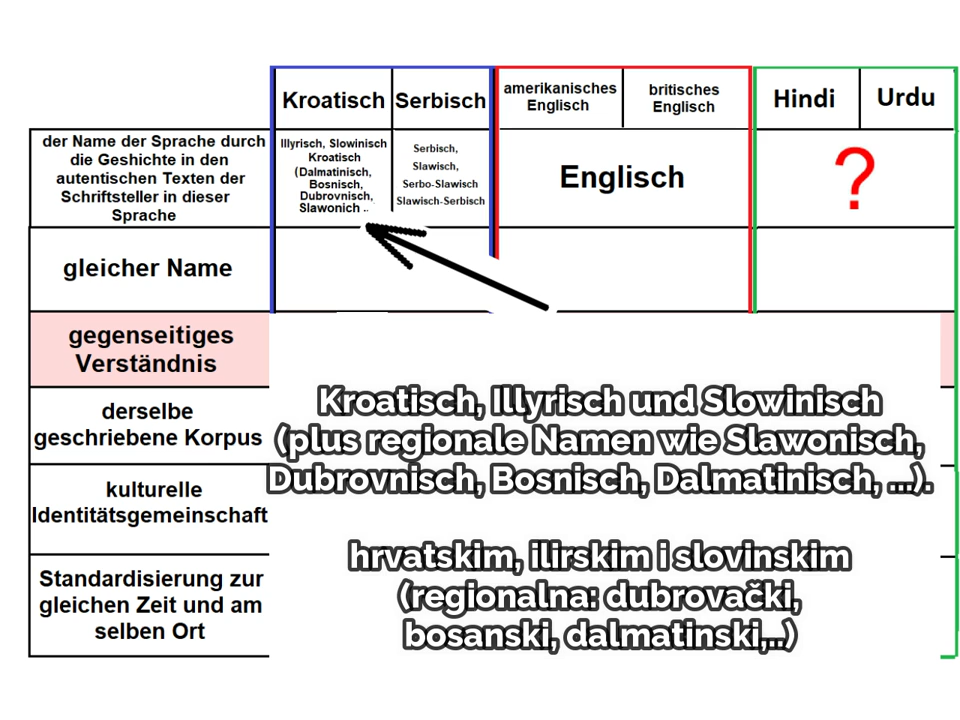 Kroatisch
Serbisch
amerikanisches
Englisch
britisches
Englisch
Hindi
Urdu
der Name der Sprache durch
die Geshichte in den
autentischen Texten der
Schriftsteller in dieser
Sprache
Illyrisch, Slowinisch
Kroatisch
(Dalmatinisch,
Bosnisch,
Dubrovnisch,
Slawonich ..
Serbisch,
Slawisch,
Serbo-Slawisch
Slawisch-Serbisch
Englisch
?
gleicher Name
gegenseitiges
Verständnis
derselbe
geschriebene Korpus
kulturelle
Identitätsgemeinschaft
Standardisierung zur
gleichen Zeit und am
selben Ort
Kroatisch, Illyrisch und Slowinisch
(plus regionale Namen wie Slawonisch,
Dubrovnisch, Bosnisch, Dalmatinisch, ...).
hrvatskim, ilirskim i slovinskim
(regionalna: dubrovački,
bosanski, dalmatinski,..)